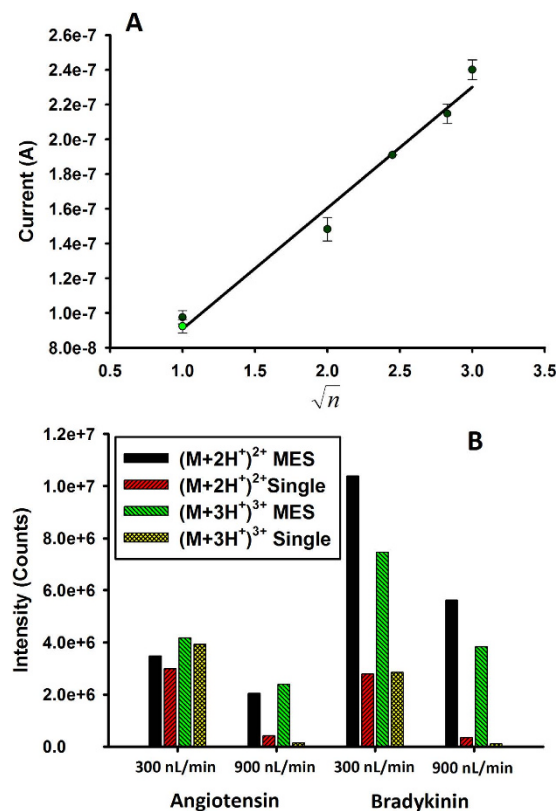 A
2.6e-7
2.4e-7
2.2e-7
2.0e-7
1.8e-7
1.6e-7
1.4e-7
1.2e-7
1.0e-7
8.0e-8
Current (A)
0.5 1.0 2.0 2.5 3.0 3.5
√n
B
1.2e+7
1.0e+7
8.0e+6
6.0e+6
4.0e+6
2.0e+6
0.0
Intensity (Counts)
(M+2H⁺)²⁺ MES
(M+2H⁺)²⁺Single
(M+3H⁺)³⁺ MES
(M+3H⁺)³⁺ Single
300 nL/min 900 nL/min 300 nL/min 900 nL/min
Angiotensin Bradykinin